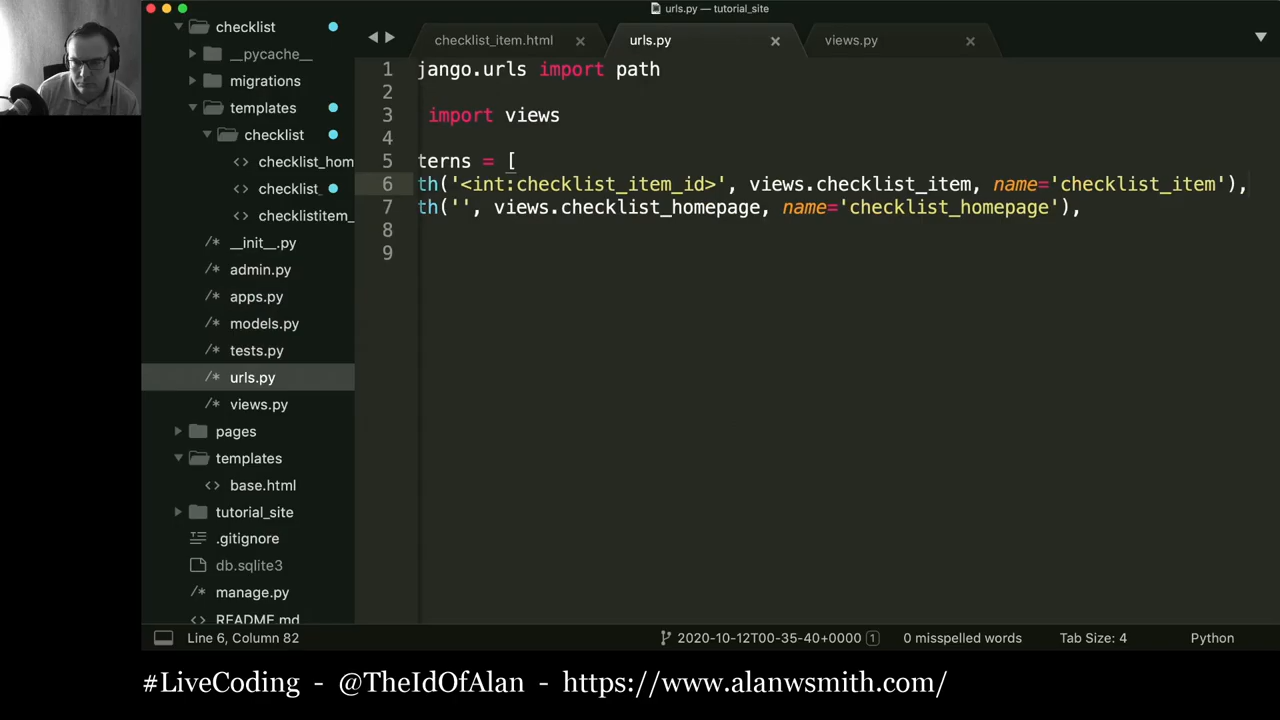 urls.py — tutorial_site
checklist
__pycache__
migrations
templates
checklist
checklist_hom
checklist_
checklistitem_
__init__.py
admin.py
apps.py
models.py
tests.py
urls.py
views.py
pages
templates
base.html
tutorial_site
.gitignore
db.sqlite3
manage.py
README.md
checklist_item.html
urls.py
views.py
1 jango.urls import path
2
3 import views
4
5 terns = [
6 th('<int:checklist_item_id>', views.checklist_item, name='checklist_item'),
7 th('', views.checklist_homepage, name='checklist_homepage'),
8
9
Line 6, Column 82
2020-10-12T00-35-40+0000 1
0 misspelled words
Tab Size: 4
Python
#LiveCoding - @TheIdOfAlan - https://www.alanwsmith.com/